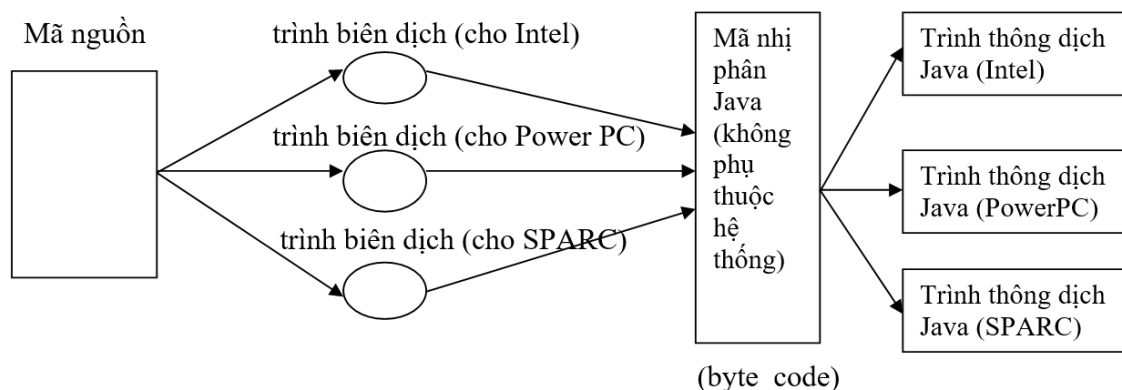 Mã nguồn
trình biên dịch (cho Intel)
trình biên dịch (cho Power PC)
trình biên dịch (cho SPARC)
Mã nhị
phân
Java
(không
phụ
thuộc
hệ
thống)
(byte code)
Trình thông dịch
Java (Intel)
Trình thông dịch
Java (PowerPC)
Trình thông dịch
Java (SPARC)